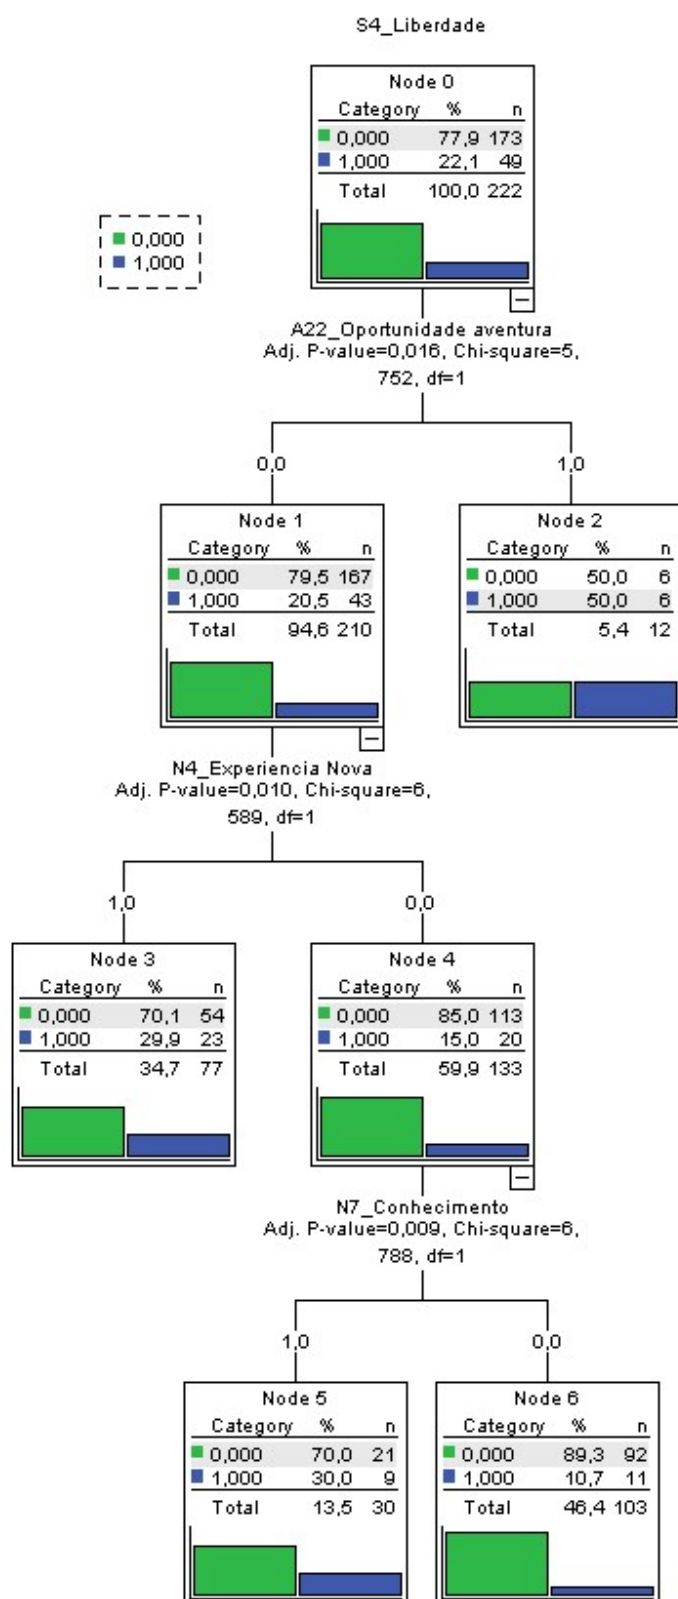 S4_Liberdade
Node 0
Category % n
0,000 77,9 173
1,000 22,1 49
Total 100,0 222
0,000
1,000
A22_Oportunidade aventura
Adj. P-value=0,016, Chi-square=5,
752, df=1
0,0
1,0
Node 1
Category % n
0,000 79,5 167
1,000 20,5 43
Total 94,6 210
Node 2
Category % n
0,000 50,0 6
1,000 50,0 6
Total 5,4 12
N4_Experiencia Nova
Adj. P-value=0,010, Chi-square=6,
589, df=1
1,0
0,0
Node 3
Category % n
0,000 70,1 54
1,000 29,9 23
Total 34,7 77
Node 4
Category % n
0,000 85,0 113
1,000 15,0 20
Total 59,9 133
N7_Conhecimento
Adj. P-value=0,009, Chi-square=6,
788, df=1
1,0
0,0
Node 5
Category % n
0,000 70,0 21
1,000 30,0 9
Total 13,5 30
Node 6
Category % n
0,000 89,3 92
1,000 10,7 11
Total 46,4 103